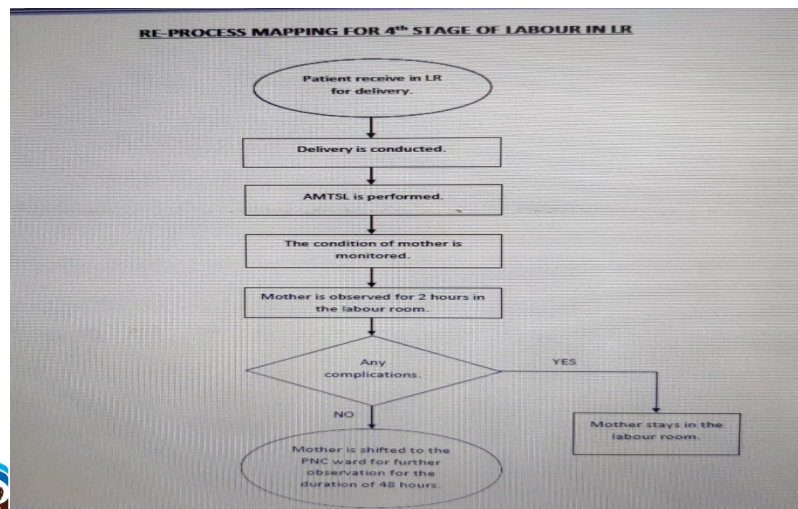 RE-PROCESS MAPPING FOR 4th STAGE OF LABOUR IN LR
Patient receive in LR
for delivery.
Delivery is conducted.
AMTSL is performed.
The condition of mother is
monitored.
Mother is observed for 2 hours in
the labour room.
Any
complications.
YES
NO
Mother stays in the
labour room.
Mother is shifted to the
PNC ward for further
observation for the
duration of 48 hours.